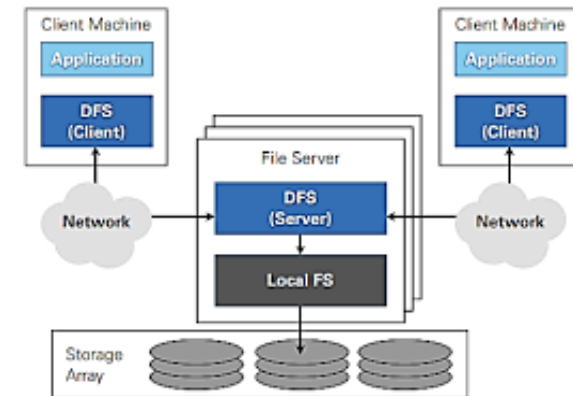 Client Machine
Application
DFS
(Client)
Client Machine
Application
DFS
(Client)
File Server
DFS
(Server)
Network
Network
Local FS
Storage
Array